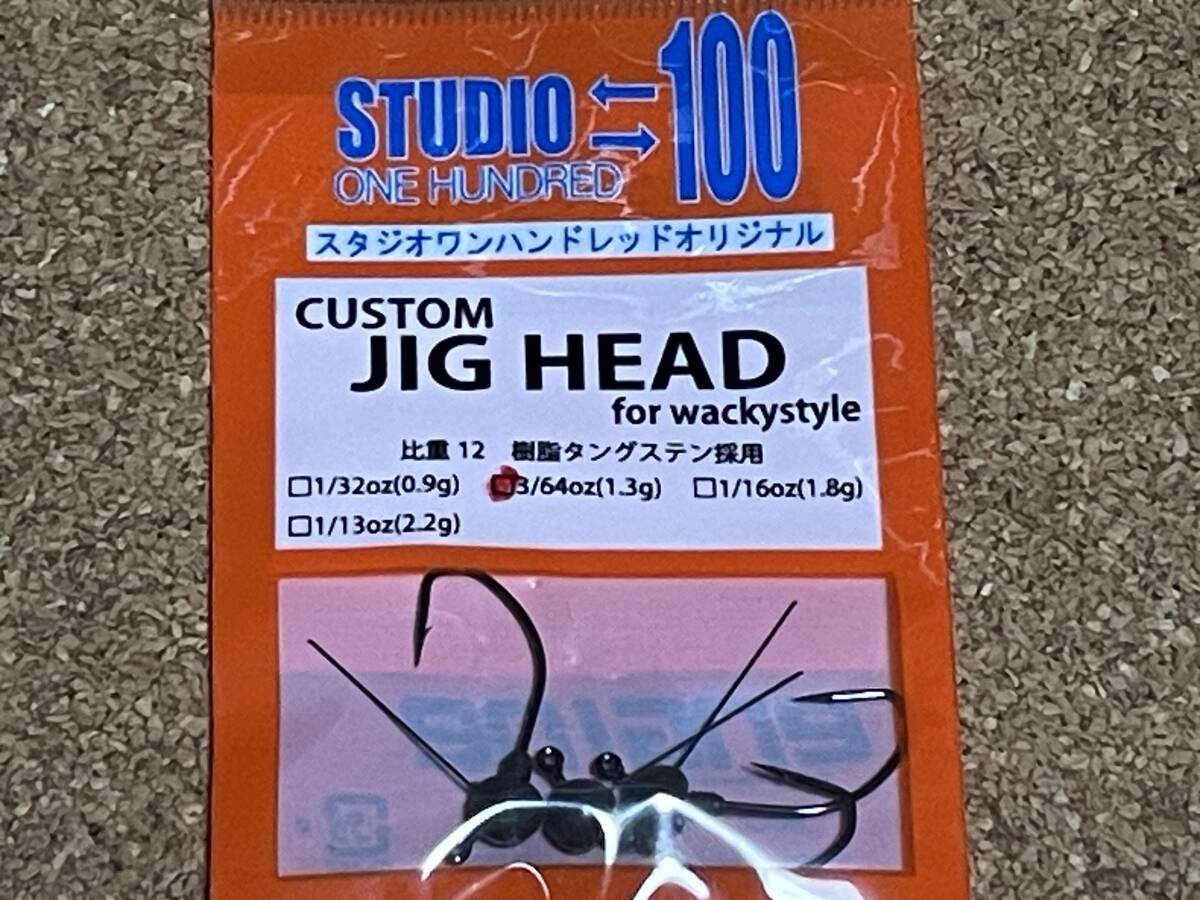 STUDIO ⇄ 100
ONE HUNDRED
スタジオワンハンドレッドオリジナル
CUSTOM
JIG HEAD
for wackystyle
比重12 樹脂タングステン採用
□1/32oz(0.9g) □3/64oz(1.3g) □1/16oz(1.8g)
□1/13oz(2.2g)